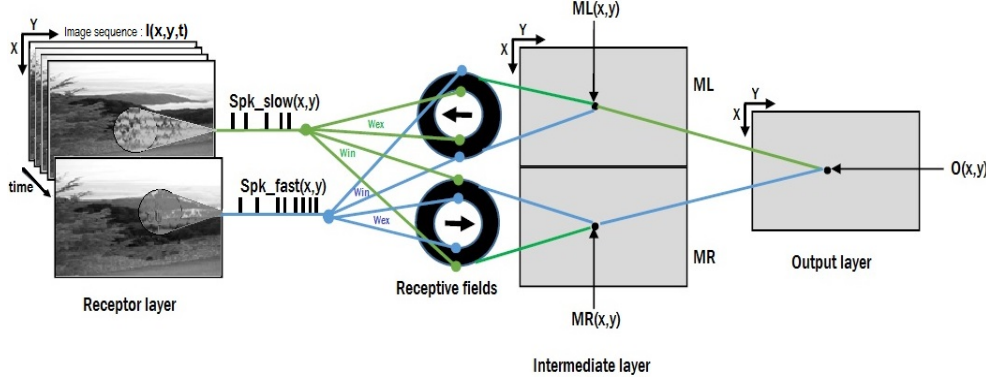 ML(x,y)
Y
Image sequence : I(x,y,t)
X
Y
X
ML
Spk_slow(x,y)
Wex
Win
Y
X
time
Spk_fast(x,y)
Win
Wex
O(x,y)
MR
Output layer
Receptive fields
Receptor layer
MR(x,y)
Intermediate layer